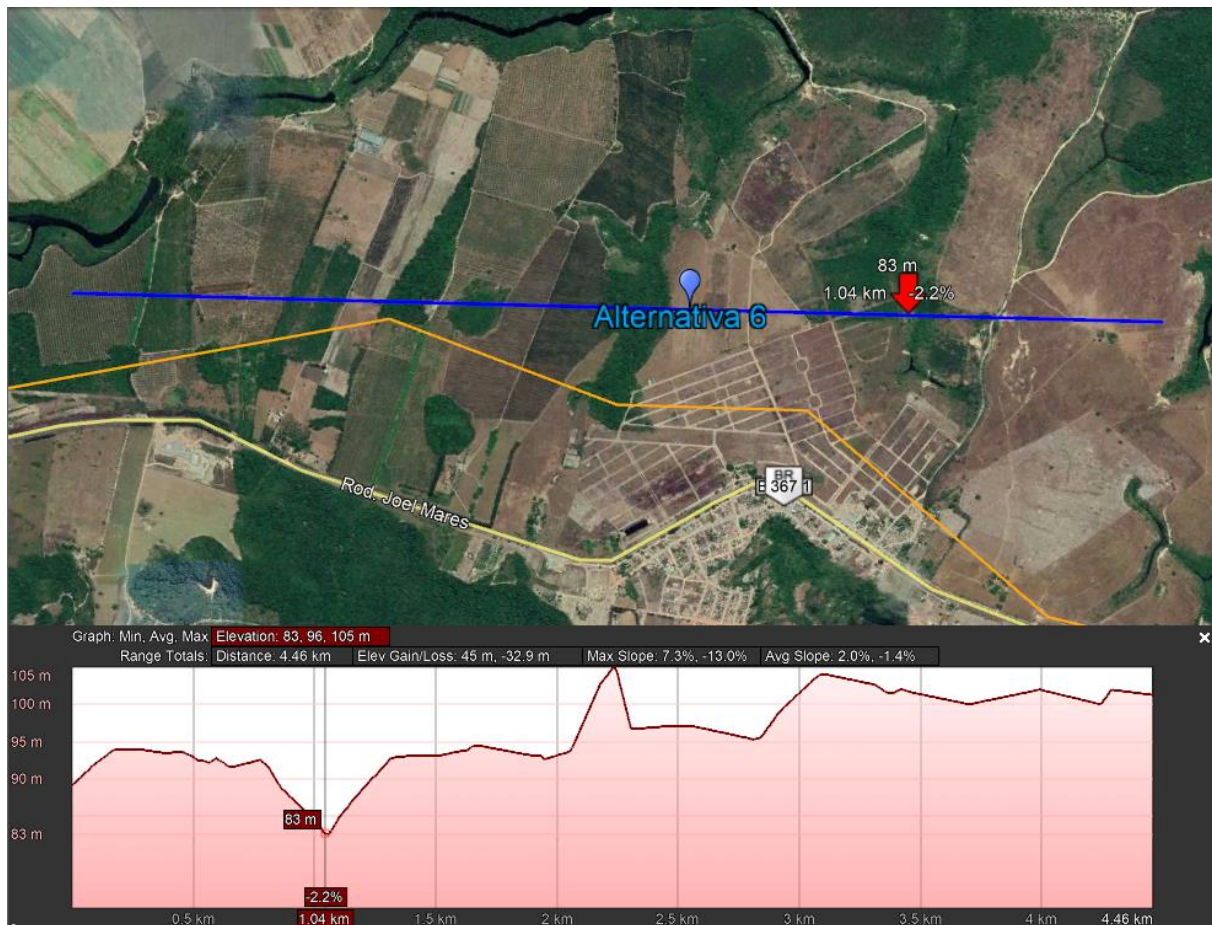 83 m
1.04 km -2.2%
Alternativa 6
Rod. Joel Mares
BR
367
Graph: Min, Avg, Max Elevation: 83, 96, 105 m
Range Totals: Distance: 4.46 km Elev Gain/Loss: 45 m, -32.9 m Max Slope: 7.3%, -13.0% Avg Slope: 2.0%, -1.4%
105 m
100 m
95 m
90 m
83 m
83 m
-2.2%
0.5 km 1.04 km 1.5 km 2 km 2.5 km 3 km 3.5 km 4 km 4.46 km